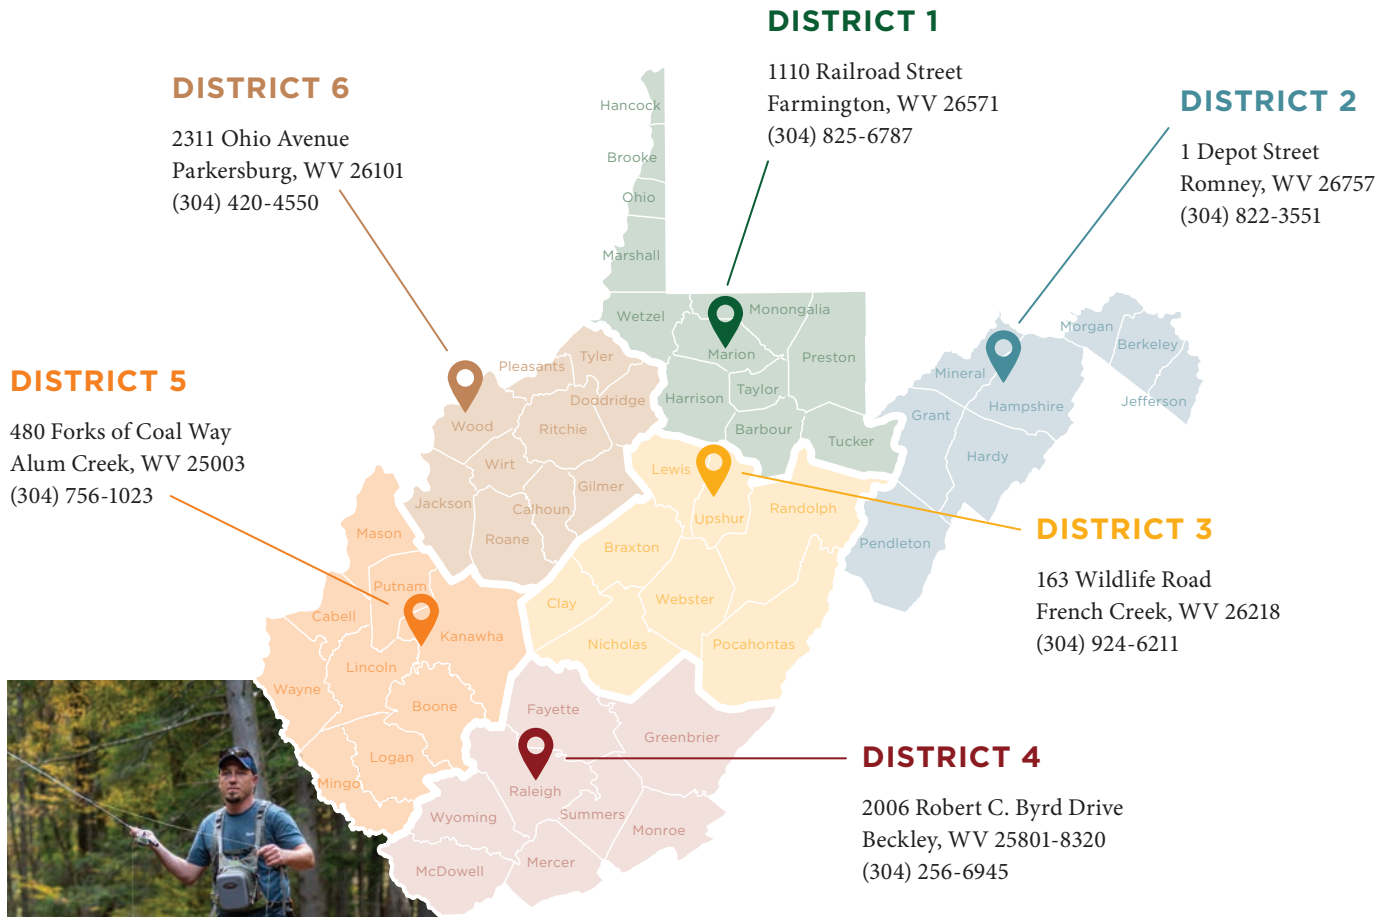 DISTRICT 1
1110 Railroad Street
Farmington, WV 26571
(304) 825-6787
DISTRICT 6
2311 Ohio Avenue
Parkersburg, WV 26101
(304) 420-4550
DISTRICT 2
1 Depot Street
Romney, WV 26757
(304) 822-3551
DISTRICT 5
480 Forks of Coal Way
Alum Creek, WV 25003
(304) 756-1023
DISTRICT 3
163 Wildlife Road
French Creek, WV 26218
(304) 924-6211
DISTRICT 4
2006 Robert C. Byrd Drive
Beckley, WV 25801-8320
(304) 256-6945
Hancock
Brooke
Ohio
Marshall
Wetzel
Monongalia
Marion
Preston
Harrison
Taylor
Barbour
Tucker
Morgan
Berkeley
Jefferson
Mineral
Hampshire
Grant
Hardy
Pendleton
Tyler
Pleasants
Doddridge
Wood
Ritchie
Wirt
Gilmer
Jackson
Calhoun
Roane
Lewis
Upshur
Randolph
Braxton
Webster
Clay
Nicholas
Pocahontas
Mason
Putnam
Cabell
Kanawha
Lincoln
Wayne
Boone
Logan
Mingo
Fayette
Greenbrier
Raleigh
Summers
Wyoming
Monroe
Mercer
McDowell